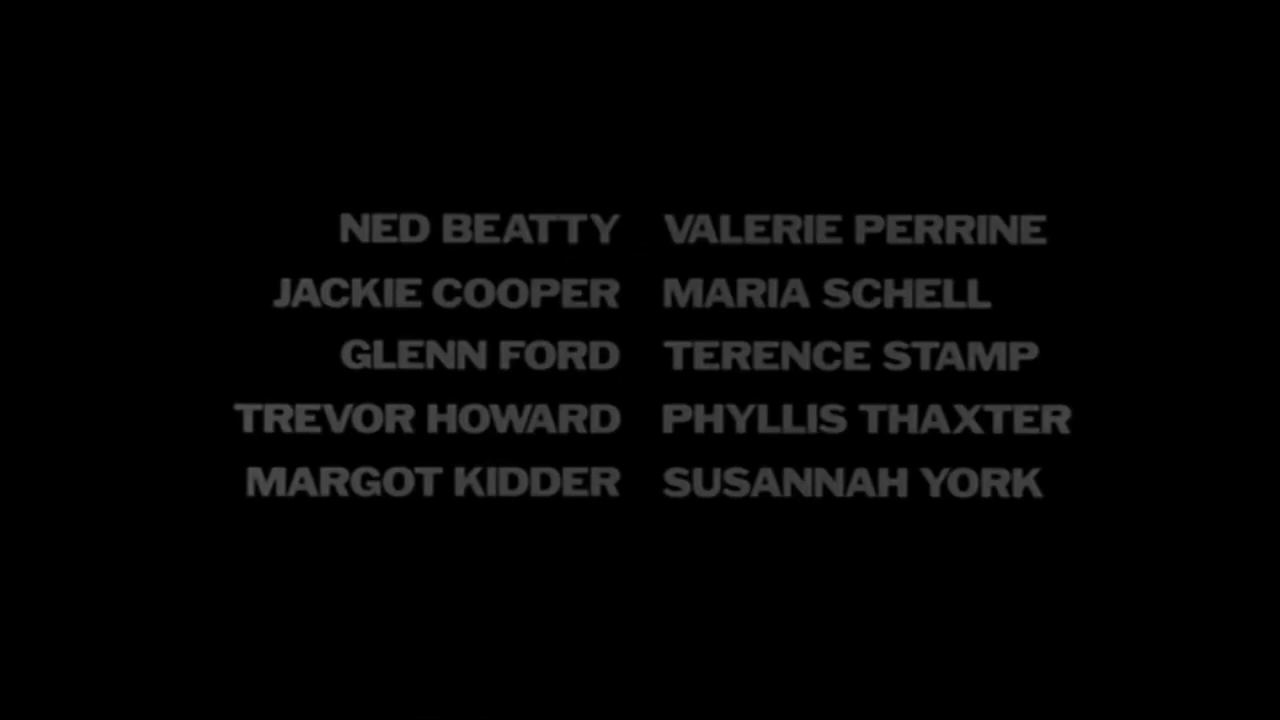 NED BEATTY VALERIE PERRINE
JACKIE COOPER MARIA SCHELL
GLENN FORD TERENCE STAMP
TREVOR HOWARD PHYLLIS THAXTER
MARGOT KIDDER SUSANNAH YORK